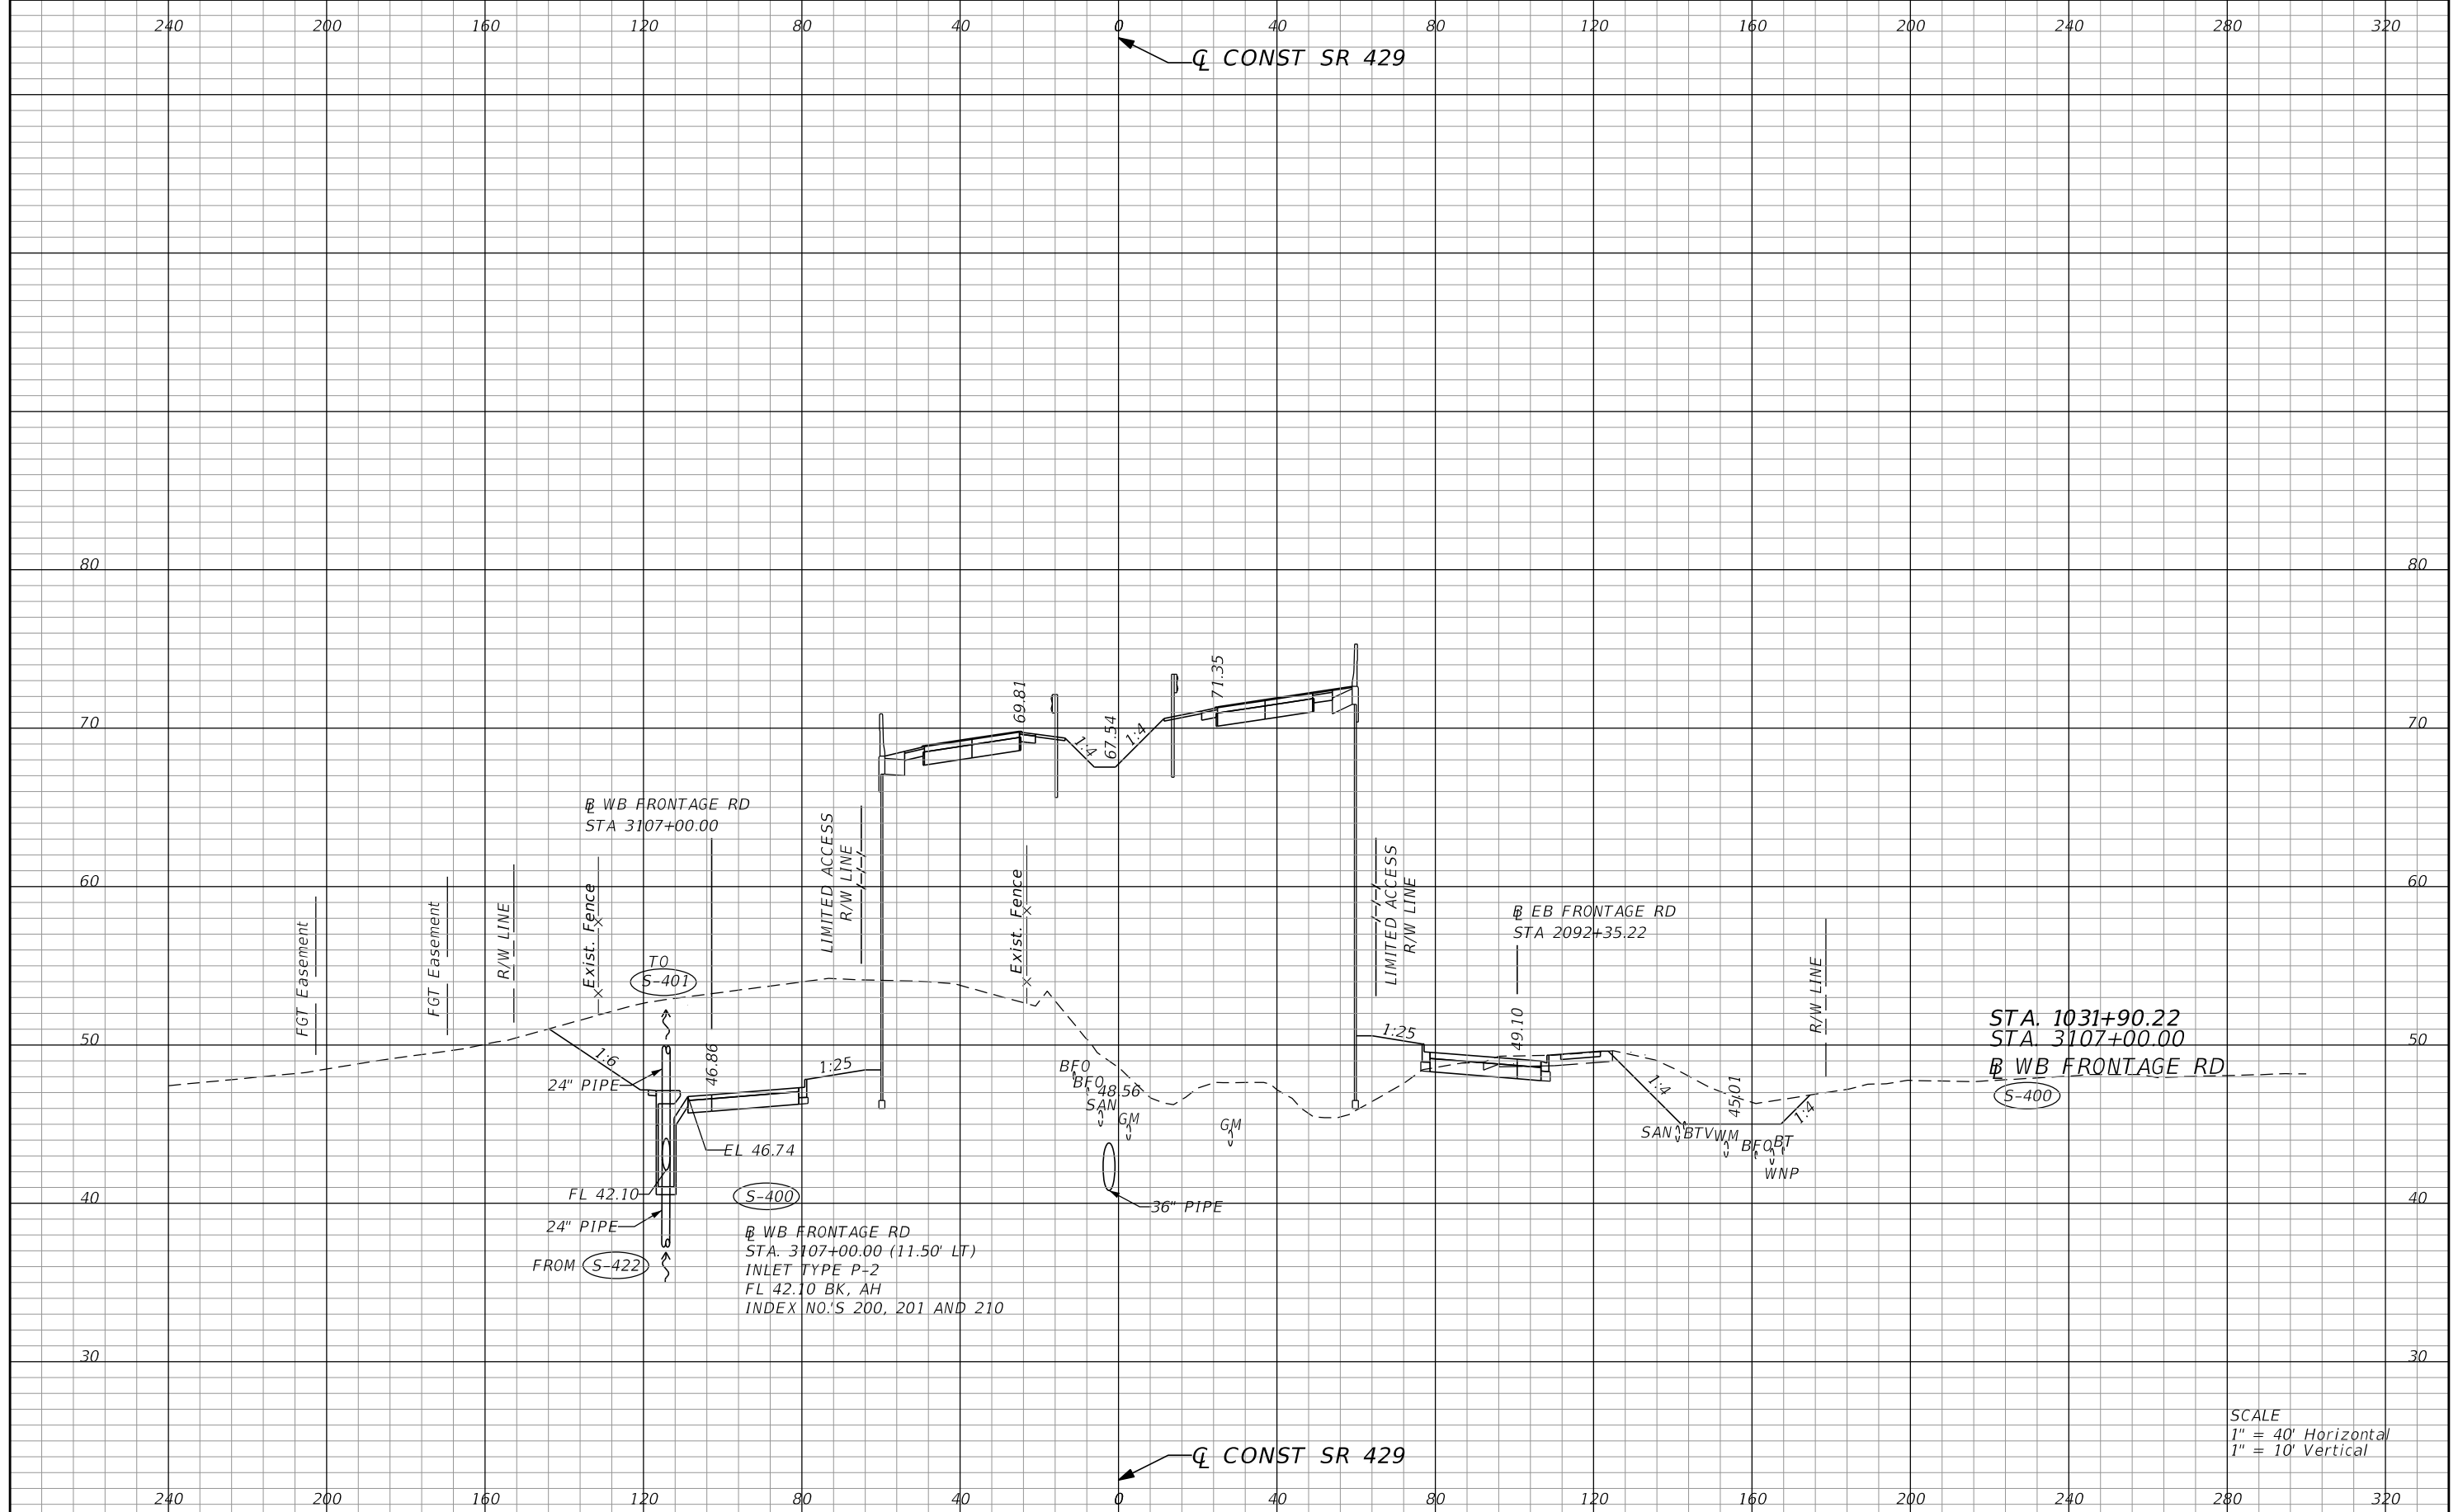 240 200 160 120 80 40 0 40 80 120 160 200 240 280 320
℄ CONST SR 429
80 80
71.35
69.81
70 70
67.54
1:4
1:4
BL WB FRONTAGE RD
STA 3107+00.00
LIMITED ACCESS
R/W LINE
60 60
Exist. Fence
Exist. Fence
LIMITED ACCESS
R/W LINE
BL EB FRONTAGE RD
STA 2092+35.22
FGT Easement
FGT Easement
R/W LINE
R/W LINE
TO
S-401
STA. 1031+90.22
STA. 3107+00.00
BL WB FRONTAGE RD
S-400
50 50
1:6
24" PIPE
46.86
1:25
1:25
49.10
BFO
BFO
48.56
SAN
GM
GM
1:4
45.01
1:4
SAN
BTV
WM
BFO
BT
WNP
EL 46.74
FL 42.10
S-400
40 40
36" PIPE
24" PIPE
FROM S-422
BL WB FRONTAGE RD
STA. 3107+00.00 (11.50' LT)
INLET TYPE P-2
FL 42.10 BK, AH
INDEX NO.'S 200, 201 AND 210
30 30
SCALE
1" = 40' Horizontal
1" = 10' Vertical
℄ CONST SR 429
240 200 160 120 80 40 0 40 80 120 160 200 240 280 320